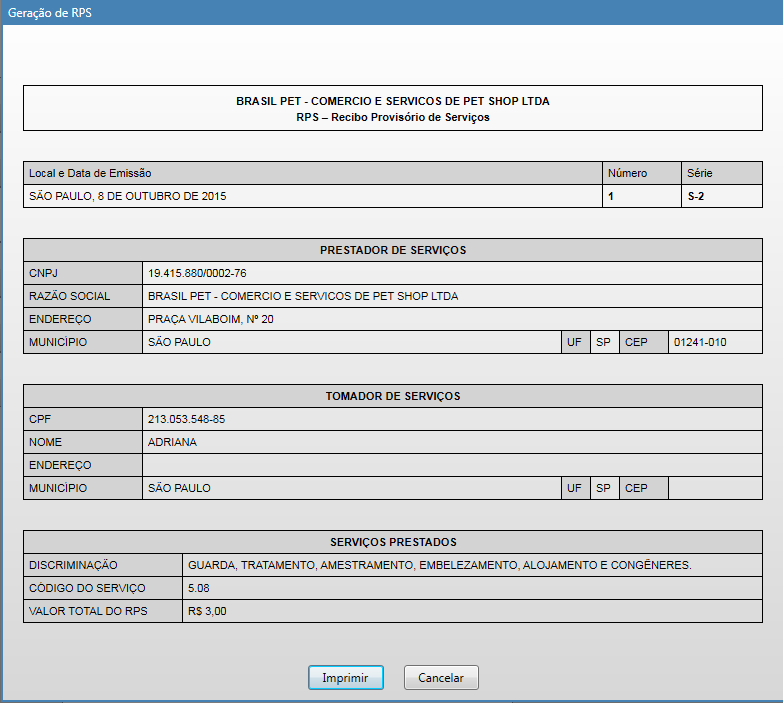 Geração de RPS
BRASIL PET - COMERCIO E SERVICOS DE PET SHOP LTDA
RPS – Recibo Provisório de Serviços
Local e Data de Emissão Número Série
SÃO PAULO, 8 DE OUTUBRO DE 2015 1 S-2
PRESTADOR DE SERVIÇOS
CNPJ 19.415.880/0002-76
RAZÃO SOCIAL BRASIL PET - COMERCIO E SERVICOS DE PET SHOP LTDA
ENDEREÇO PRAÇA VILABOIM, Nº 20
MUNICÌPIO SÃO PAULO UF SP CEP 01241-010
TOMADOR DE SERVIÇOS
CPF 213.053.548-85
NOME ADRIANA
ENDEREÇO
MUNICÌPIO SÃO PAULO UF SP CEP
SERVIÇOS PRESTADOS
DISCRIMINAÇÃO GUARDA, TRATAMENTO, AMESTRAMENTO, EMBELEZAMENTO, ALOJAMENTO E CONGÊNERES.
CÓDIGO DO SERVIÇO 5.08
VALOR TOTAL DO RPS R$ 3,00
Imprimir Cancelar